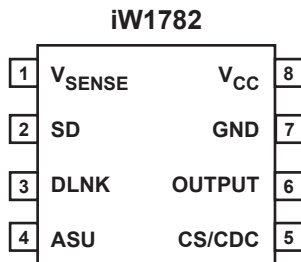 iW1782
1 VSENSE VCC 8
2 SD GND 7
3 DLNK OUTPUT 6
4 ASU CS/CDC 5